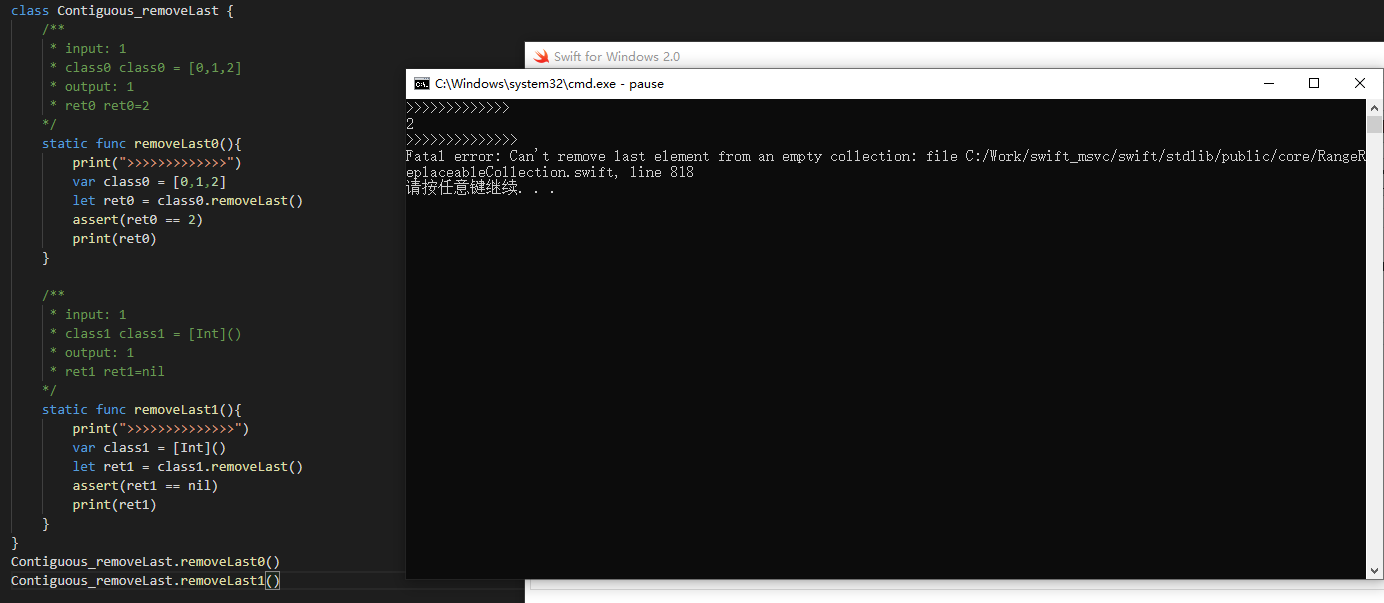 class Contiguous_removeLast {
/**
* input: 1
* class0 class0 = [0,1,2]
* output: 1
* ret0 ret0=2
*/
static func removeLast0(){
print(">>>>>>>>>>>>>")
var class0 = [0,1,2]
let ret0 = class0.removeLast()
assert(ret0 == 2)
print(ret0)
}
/**
* input: 1
* class1 class1 = [Int]()
* output: 1
* ret1 ret1=nil
*/
static func removeLast1(){
print(">>>>>>>>>>>>>>")
var class1 = [Int]()
let ret1 = class1.removeLast()
assert(ret1 == nil)
print(ret1)
}
}
Contiguous_removeLast.removeLast0()
Contiguous_removeLast.removeLast1()
Swift for Windows 2.0
C:\Windows\system32\cmd.exe - pause
>>>>>>>>>>>>>
2
>>>>>>>>>>>>>>
Fatal error: Can't remove last element from an empty collection: file C:/Work/swift_msvc/swift/stdlib/public/core/RangeR
eplaceableCollection.swift, line 818
请按任意键继续. . .